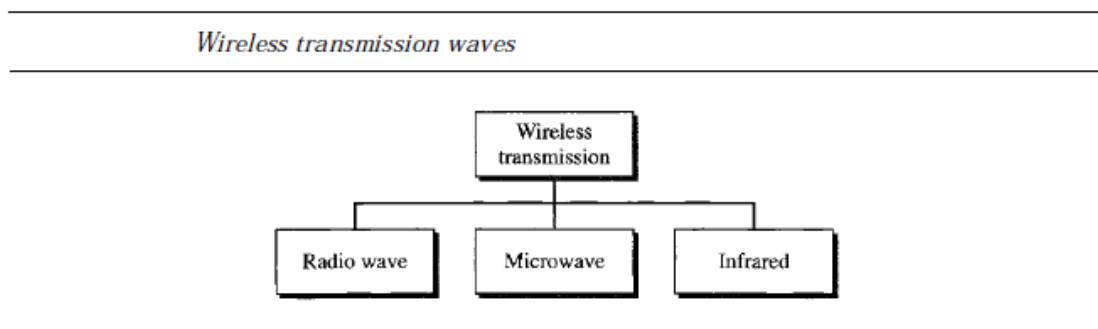 Wireless transmission waves
Wireless
transmission
Radio wave
Microwave
Infrared